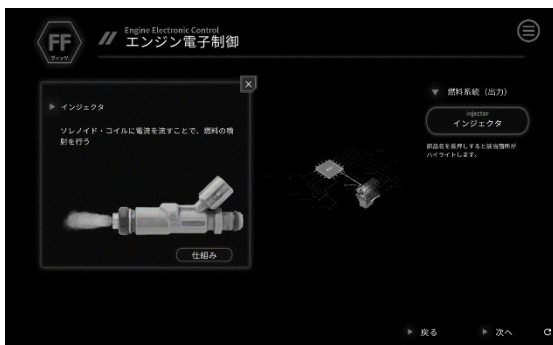 FF
ヴィッツ
Engine Electronic Control
エンジン電子制御
インジェクタ
ソレノイド・コイルに電流を流すことで、燃料の噴
射を行う
仕組み
燃料系統（出力）
injector
インジェクタ
部品名を長押しすると該当箇所が
ハイライトします。
戻る
次へ